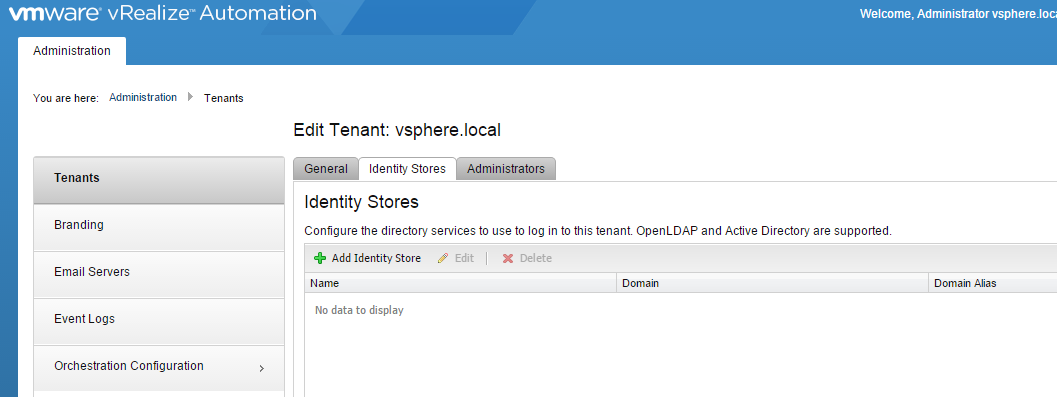 vmware® vRealize™ Automation
Welcome, Administrator vsphere.loca
Administration
You are here: Administration Tenants
Edit Tenant: vsphere.local
General Identity Stores Administrators
Tenants
Branding
Email Servers
Event Logs
Orchestration Configuration
Identity Stores
Configure the directory services to use to log in to this tenant. OpenLDAP and Active Directory are supported.
Add Identity Store Edit Delete
Name Domain Domain Alias
No data to display